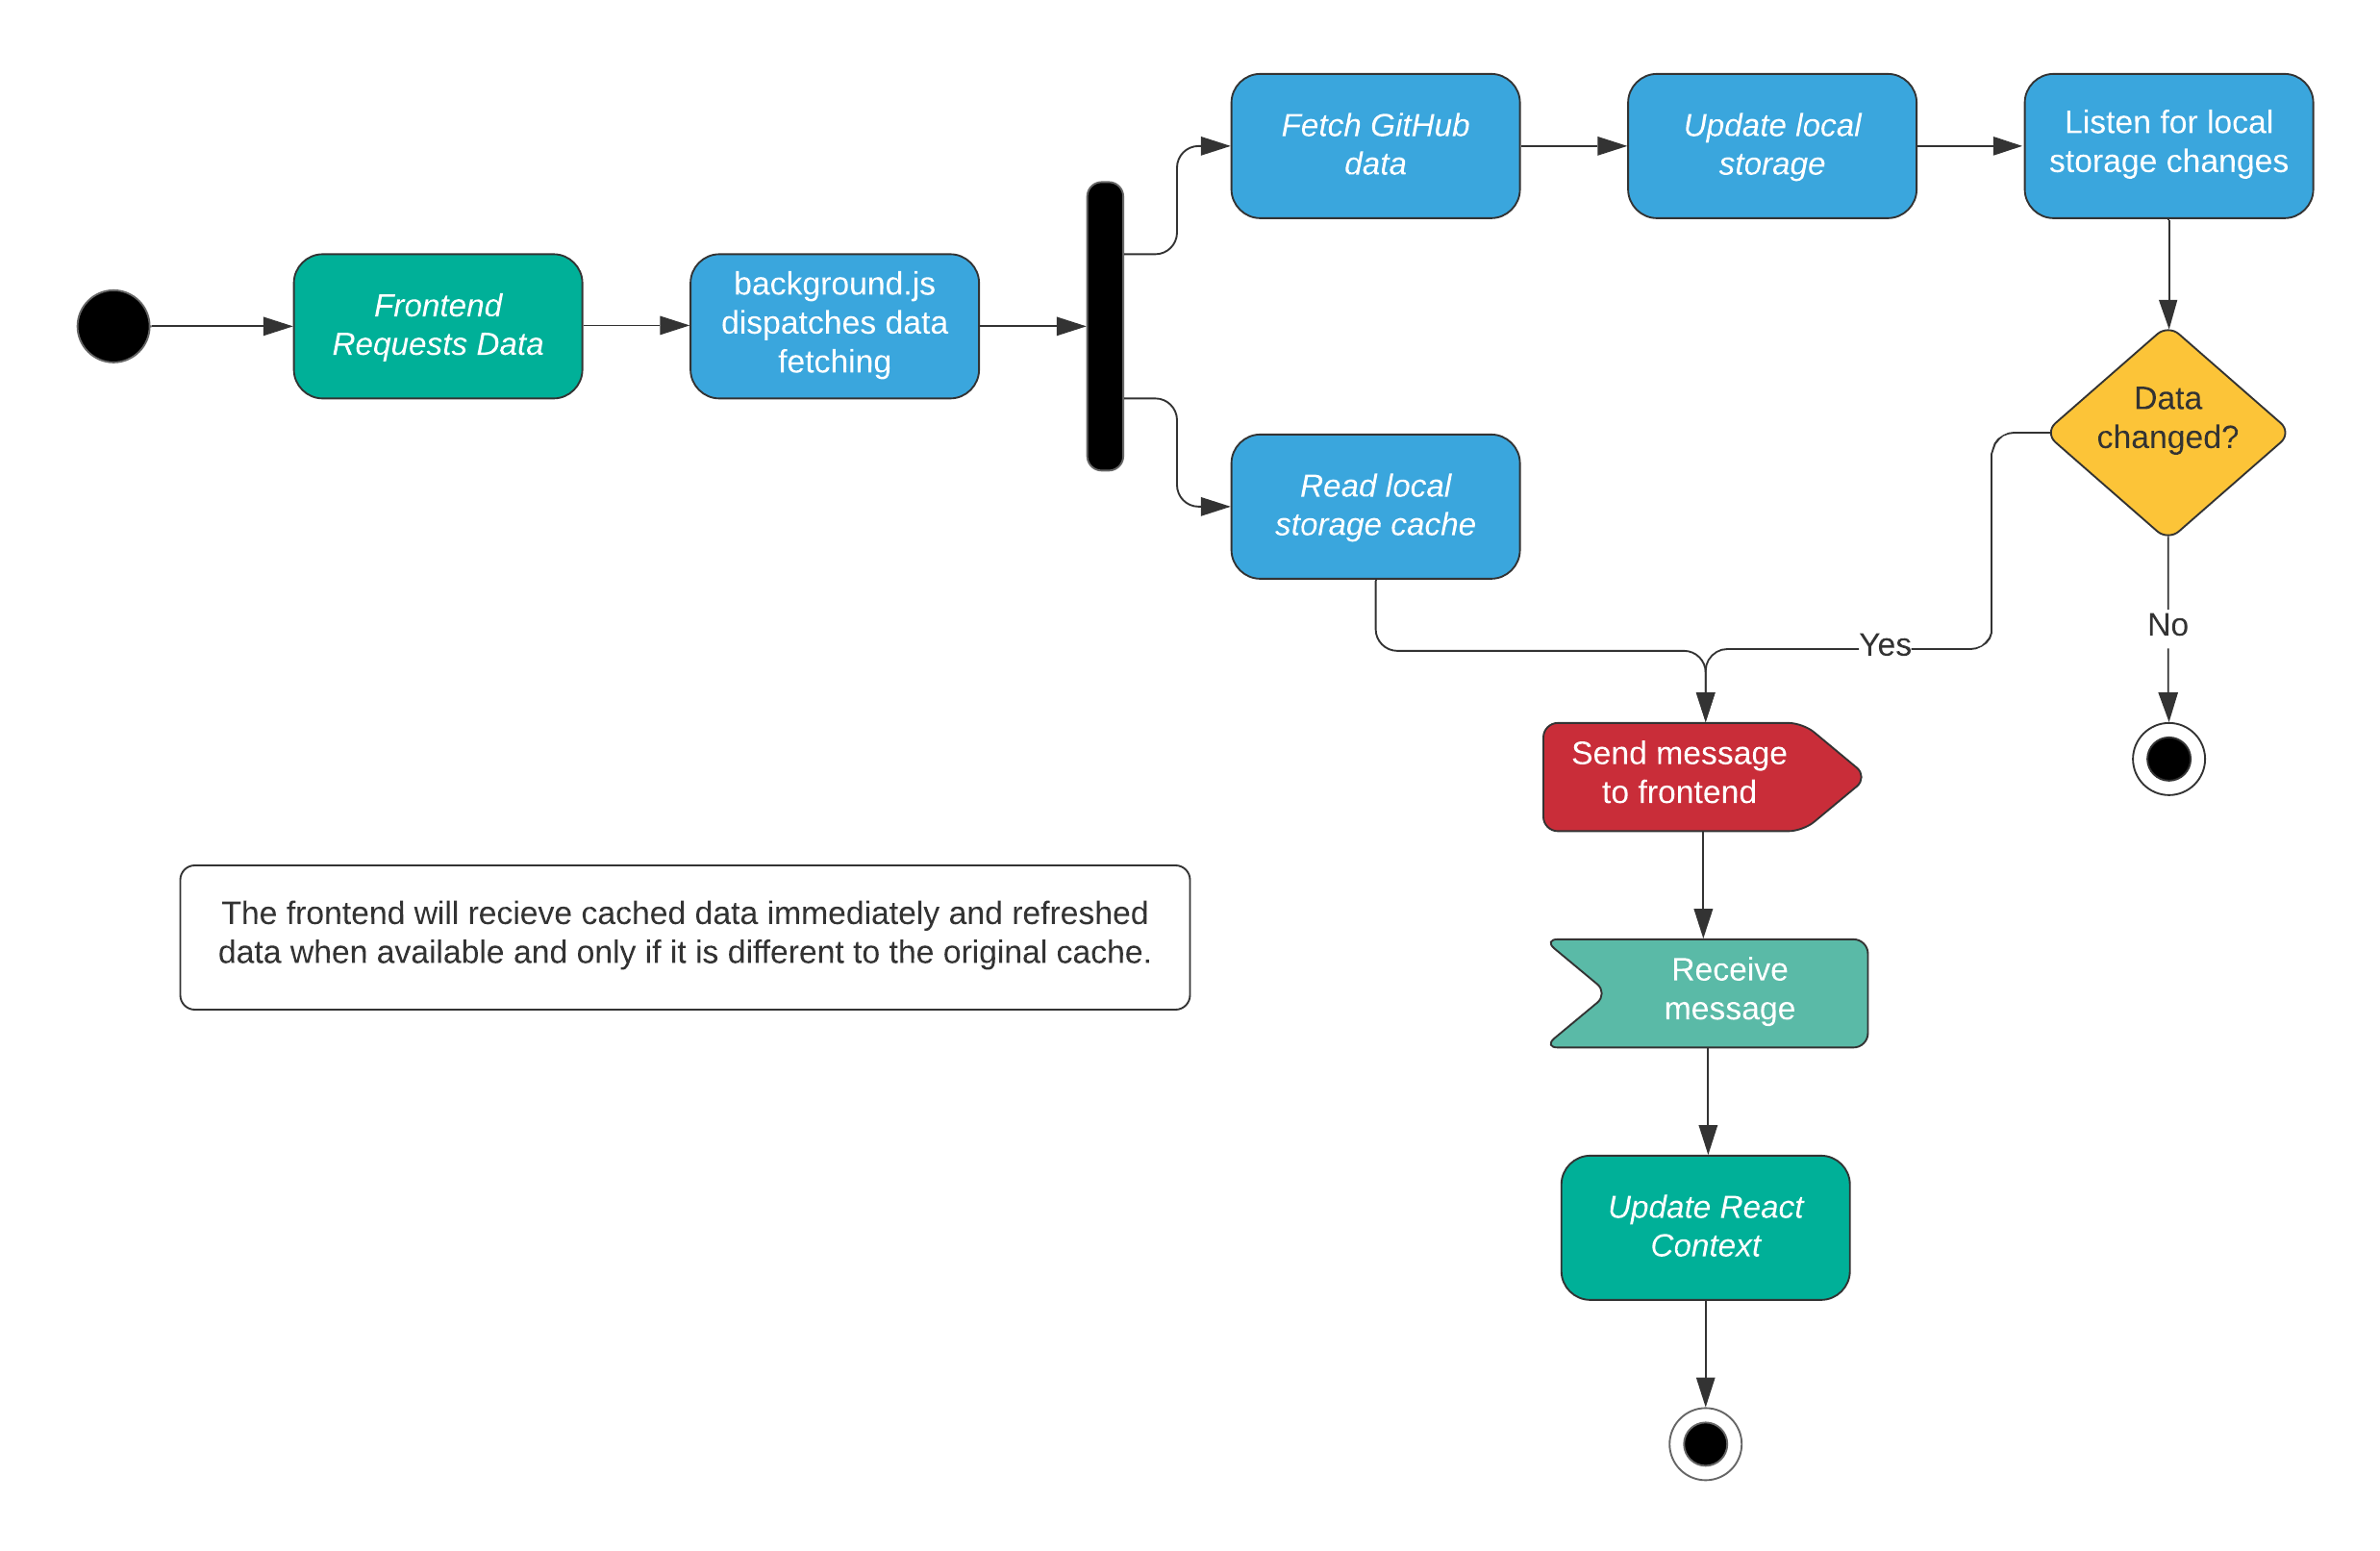 Fetch GitHub
data
Update local
storage
Listen for local
storage changes
Frontend
Requests Data
background.js
dispatches data
fetching
Data
changed?
Read local
storage cache
No
Yes
Send message
to frontend
The frontend will recieve cached data immediately and refreshed
data when available and only if it is different to the original cache.
Receive
message
Update React
Context